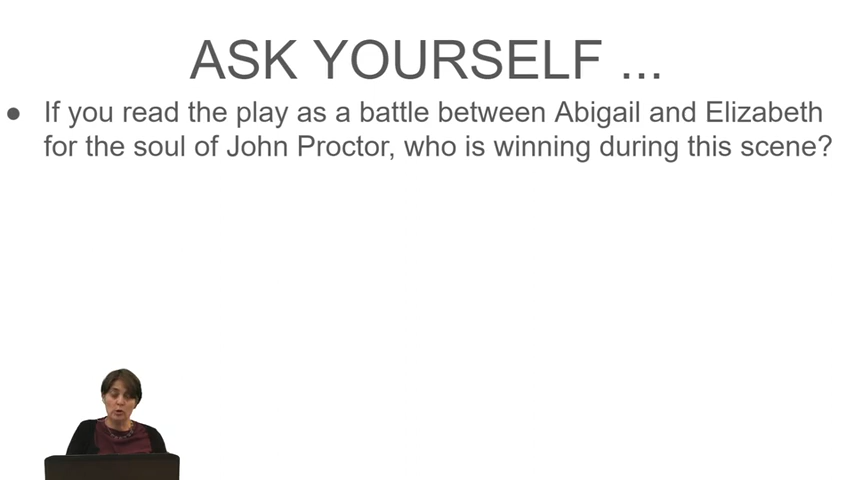 ASK YOURSELF ...
● If you read the play as a battle between Abigail and Elizabeth
for the soul of John Proctor, who is winning during this scene?